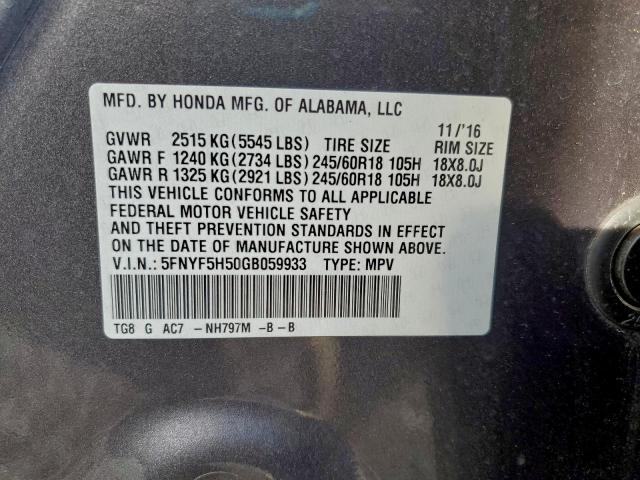 MFD. BY HONDA MFG. OF ALABAMA, LLC
11/'16
GVWR 2515 KG (5545 LBS) TIRE SIZE RIM SIZE
GAWR F 1240 KG (2734 LBS) 245/60R18 105H 18X8.0J
GAWR R 1325 KG (2921 LBS) 245/60R18 105H 18X8.0J
THIS VEHICLE CONFORMS TO ALL APPLICABLE
FEDERAL MOTOR VEHICLE SAFETY
AND THEFT PREVENTION STANDARDS IN EFFECT
ON THE DATE OF MANUFACTURE SHOWN ABOVE.
V.I.N.: 5FNYF5H50GB059933 TYPE: MPV
TG8 G AC7 - NH797M - B - B